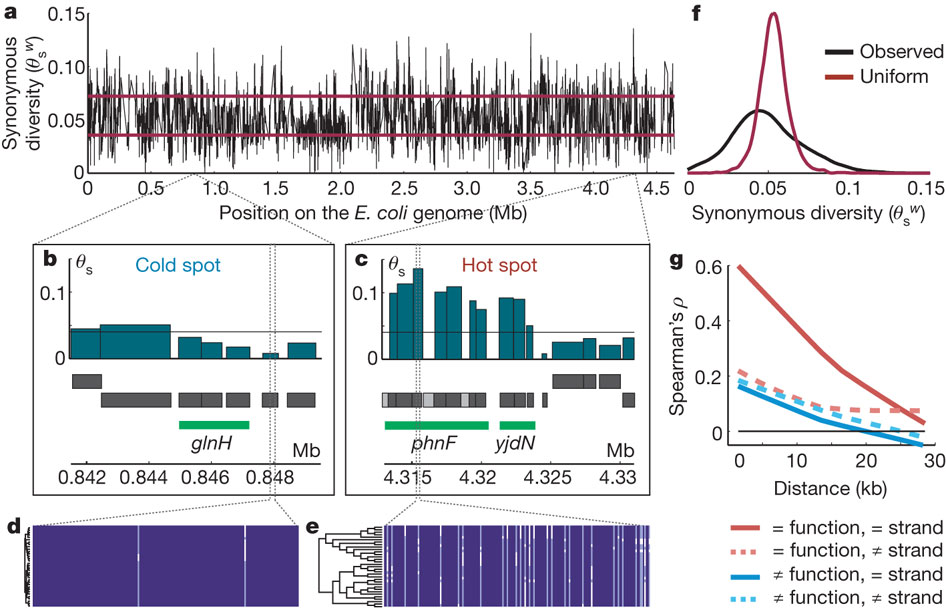 a
Synonymous
diversity (θsw)
0.15
0.10
0.05
0
0 0.5 1.0 1.5 2.0 2.5 3.0 3.5 4.0 4.5
Position on the E. coli genome (Mb)
b
θs
Cold spot
0.1
0
glnH
Mb
0.842 0.844 0.846 0.848
c
θs
Hot spot
0.1
0
phnF yjdN
Mb
4.315 4.32 4.325 4.33
d
e
f
Observed
Uniform
0 0.05 0.1 0.15
Synonymous diversity (θsw)
g
Spearman's ρ
0.6
0.4
0.2
0
0 10 20 30
Distance (kb)
= function, = strand
= function, ≠ strand
≠ function, = strand
≠ function, ≠ strand